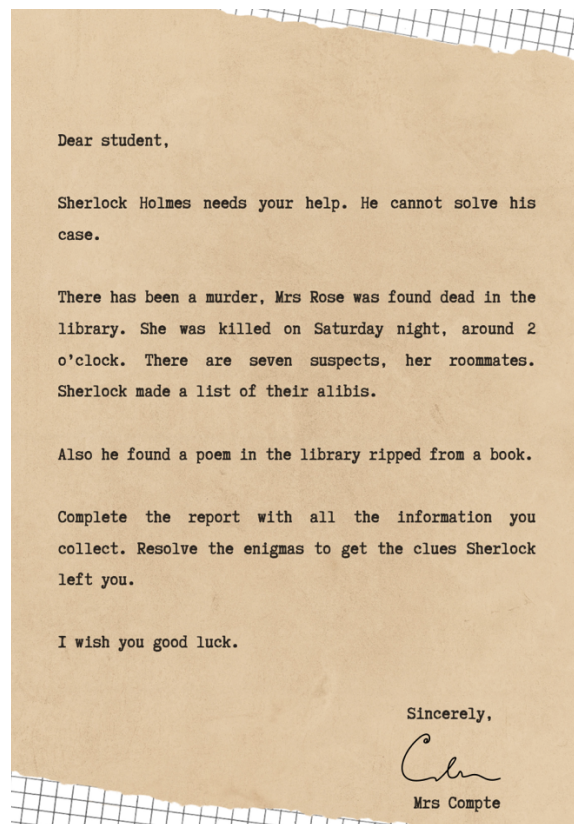 Dear student,
Sherlock Holmes needs your help. He cannot solve his
case.
There has been a murder, Mrs Rose was found dead in the
library. She was killed on Saturday night, around 2
o'clock. There are seven suspects, her roommates.
Sherlock made a list of their alibis.
Also he found a poem in the library ripped from a book.
Complete the report with all the information you
collect. Resolve the enigmas to get the clues Sherlock
left you.
I wish you good luck.
Sincerely,
Mrs Compte